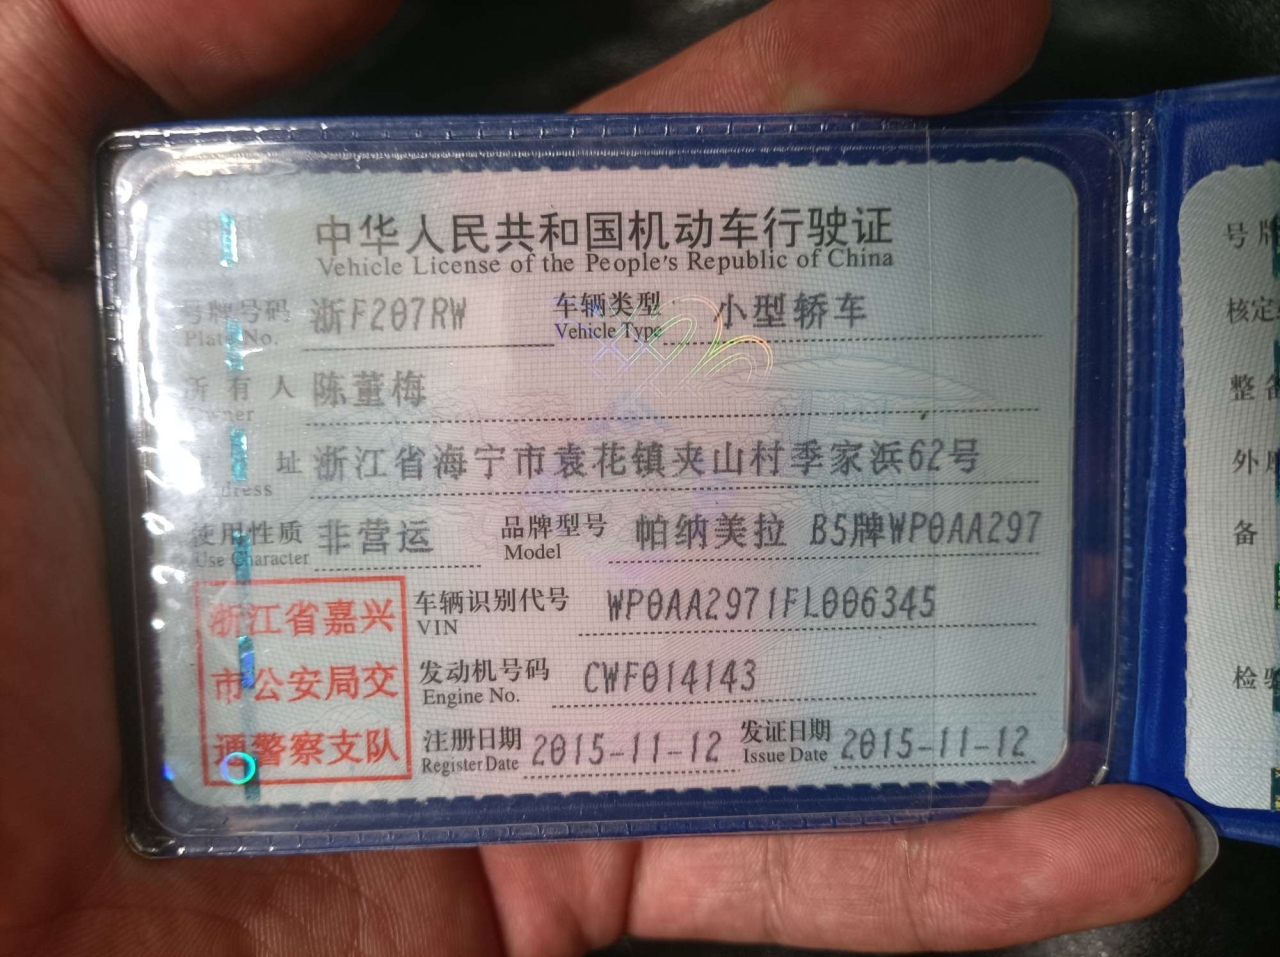 中华人民共和国机动车行驶证
Vehicle License of the People's Republic of China
号牌号码 浙F207RW 车辆类型 小型轿车
Plate No. Vehicle Type
所有人 陈董梅
Owner
址 浙江省海宁市袁花镇夹山村季家浜62号
Address
使用性质 非营运 品牌型号 帕纳美拉 B5牌WP0AA297
Use Character Model
浙江省嘉兴 车辆识别代号 WP0AA2971FL006345
VIN
市公安局交 发动机号码 CWF014143
Engine No.
通警察支队 注册日期 2015-11-12 发证日期 2015-11-12
Register Date Issue Date
号牌
核定
整备
外
备
检验